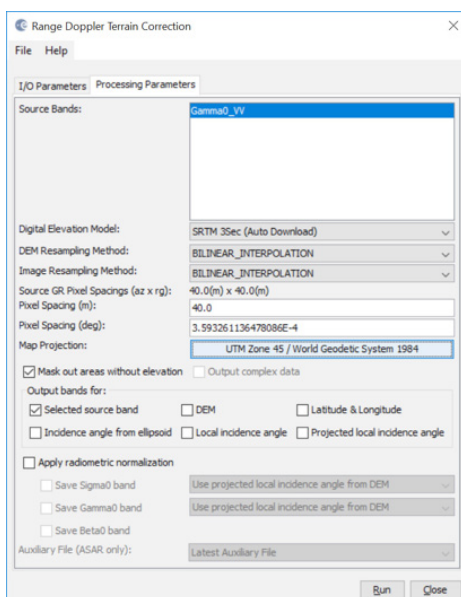 Range Doppler Terrain Correction
File Help
I/O Parameters Processing Parameters
Source Bands: Gamma0_VV
Digital Elevation Model: SRTM 3Sec (Auto Download)
DEM Resampling Method: BILINEAR_INTERPOLATION
Image Resampling Method: BILINEAR_INTERPOLATION
Source GR Pixel Spacings (az x rg): 40.0(m) x 40.0(m)
Pixel Spacing (m): 40.0
Pixel Spacing (deg): 3.593261136478086E-4
Map Projection: UTM Zone 45 / World Geodetic System 1984
Mask out areas without elevation Output complex data
Output bands for:
Selected source band DEM Latitude & Longitude
Incidence angle from ellipsoid Local incidence angle Projected local incidence angle
Apply radiometric normalization
Save Sigma0 band Use projected local incidence angle from DEM
Save Gamma0 band Use projected local incidence angle from DEM
Save Beta0 band
Auxiliary File (ASAR only): Latest Auxiliary File
Run Close